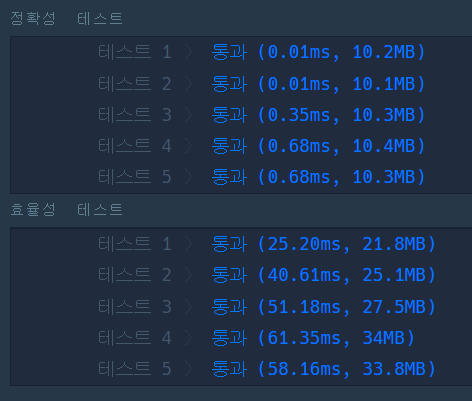 정확성 테스트
테스트 1 〉 통과 (0.01ms, 10.2MB)
테스트 2 〉 통과 (0.01ms, 10.1MB)
테스트 3 〉 통과 (0.35ms, 10.3MB)
테스트 4 〉 통과 (0.68ms, 10.4MB)
테스트 5 〉 통과 (0.68ms, 10.3MB)
효율성 테스트
테스트 1 〉 통과 (25.20ms, 21.8MB)
테스트 2 〉 통과 (40.61ms, 25.1MB)
테스트 3 〉 통과 (51.18ms, 27.5MB)
테스트 4 〉 통과 (61.35ms, 34MB)
테스트 5 〉 통과 (58.16ms, 33.8MB)